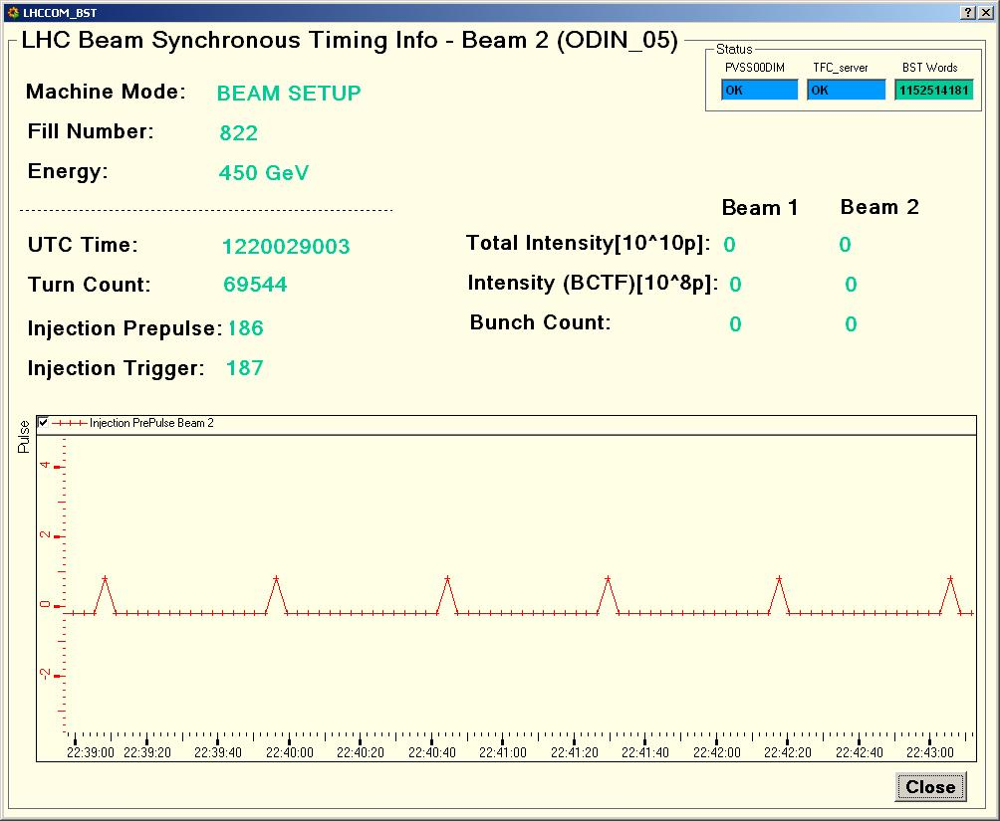 LHCCOM_BST
LHC Beam Synchronous Timing Info - Beam 2 (ODIN_05)
Status
PVSS00DIM TFC_server BST Words
OK OK 1152514181
Machine Mode: BEAM SETUP
Fill Number: 822
Energy: 450 GeV
Beam 1 Beam 2
UTC Time: 1220029003
Total Intensity[10^10p]: 0 0
Turn Count: 69544
Intensity (BCTF)[10^8p]: 0 0
Injection Prepulse: 186
Bunch Count: 0 0
Injection Trigger: 187
Injection PrePulse Beam 2
Pulse
4
2
0
-2
22:39:00 22:39:20 22:39:40 22:40:00 22:40:20 22:40:40 22:41:00 22:41:20 22:41:40 22:42:00 22:42:20 22:42:40 22:43:00
Close